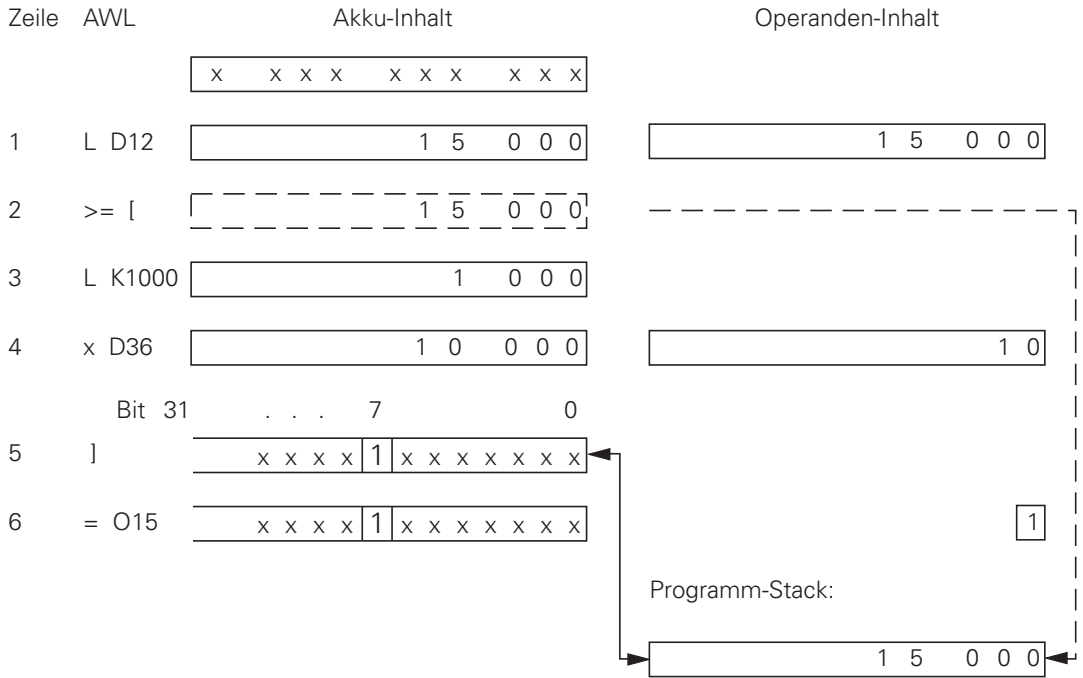 Zeile AWL Akku-Inhalt Operanden-Inhalt
x x x x x x x x x x
1 L D12 1 5 0 0 0 1 5 0 0 0
2 >= [ 1 5 0 0 0
3 L K1000 1 0 0 0
4 x D36 1 0 0 0 0 1 0
Bit 31 . . . 7 0
5 ] x x x x 1 x x x x x x x
6 = O15 x x x x 1 x x x x x x x 1
Programm-Stack:
1 5 0 0 0